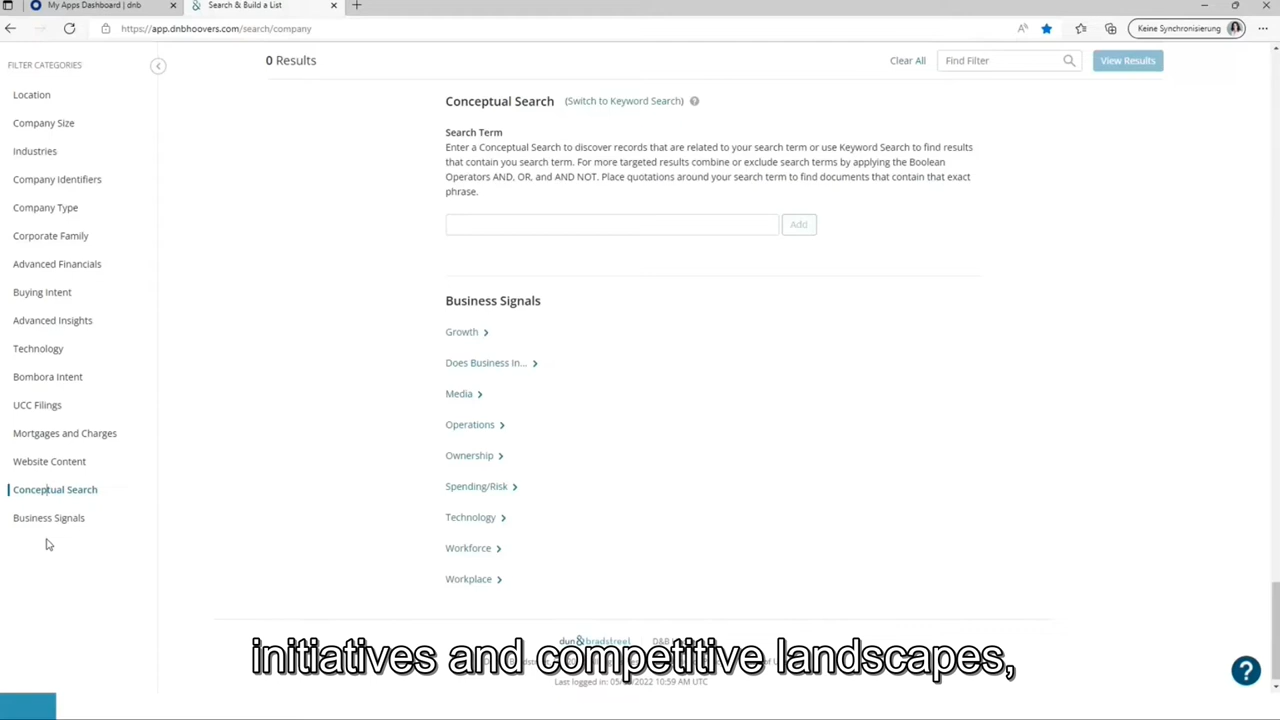 My Apps Dashboard | dnb
Search & Build a List
https://app.dnbhoovers.com/search/company
Keine Synchronisierung
FILTER CATEGORIES
0 Results
Clear All
Find Filter
View Results
Location
Company Size
Industries
Company Identifiers
Company Type
Corporate Family
Advanced Financials
Buying Intent
Advanced Insights
Technology
Bombora Intent
UCC Filings
Mortgages and Charges
Website Content
Conceptual Search
Business Signals
Conceptual Search (Switch to Keyword Search) ?
Search Term
Enter a Conceptual Search to discover records that are related to your search term or use Keyword Search to find results
that contain you search term. For more targeted results combine or exclude search terms by applying the Boolean
Operators AND, OR, and AND NOT. Place quotations around your search term to find documents that contain that exact
phrase.
Add
Business Signals
Growth
Does Business In...
Media
Operations
Ownership
Spending/Risk
Technology
Workforce
Workplace
dun & bradstreet
initiatives and competitive landscapes,
?